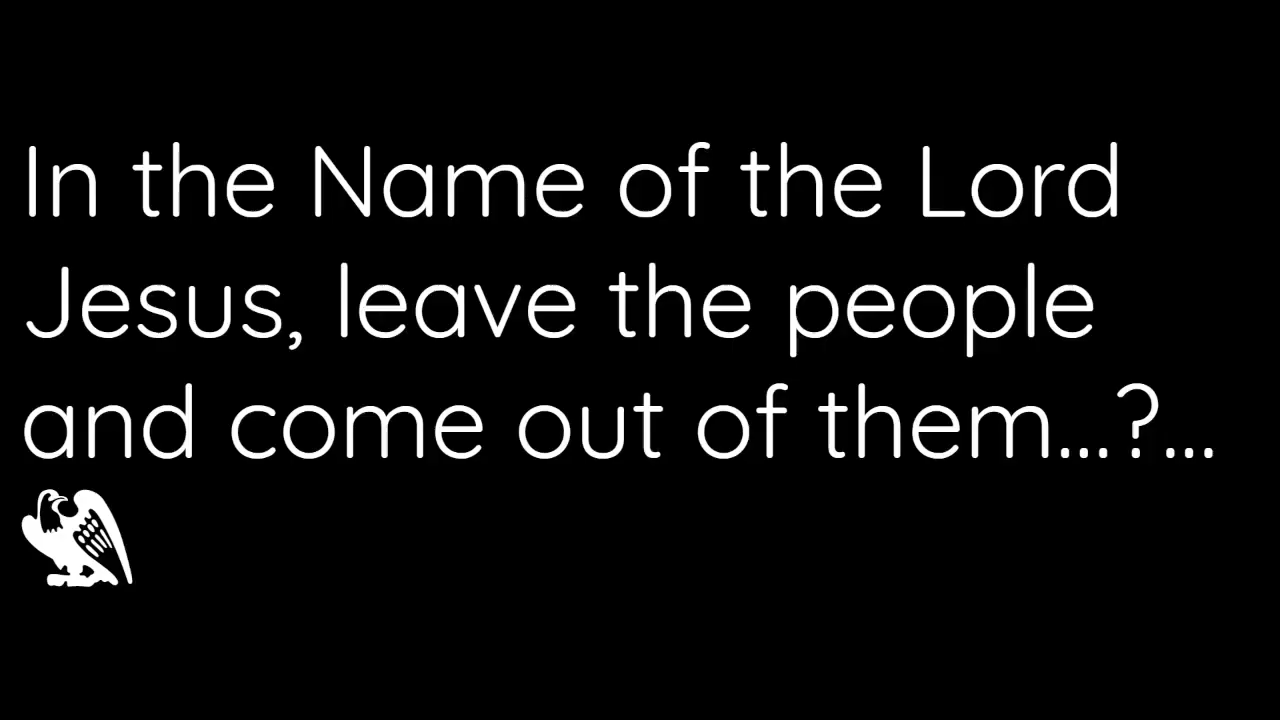 In the Name of the Lord
Jesus, leave the people
and come out of them...?...